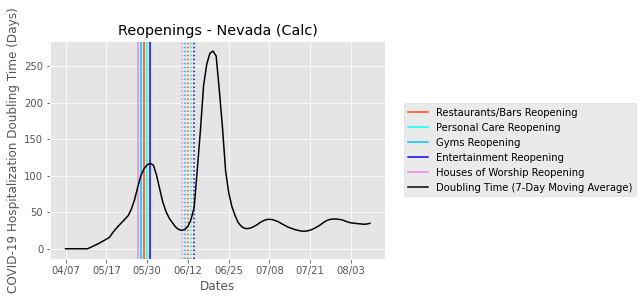 Reopenings - Nevada (Calc)
COVID-19 Hospitalization Doubling Time (Days)
250
200
150
100
50
0
04/07 05/17 05/30 06/12 06/25 07/08 07/21 08/03
Dates
Restaurants/Bars Reopening
Personal Care Reopening
Gyms Reopening
Entertainment Reopening
Houses of Worship Reopening
Doubling Time (7-Day Moving Average)